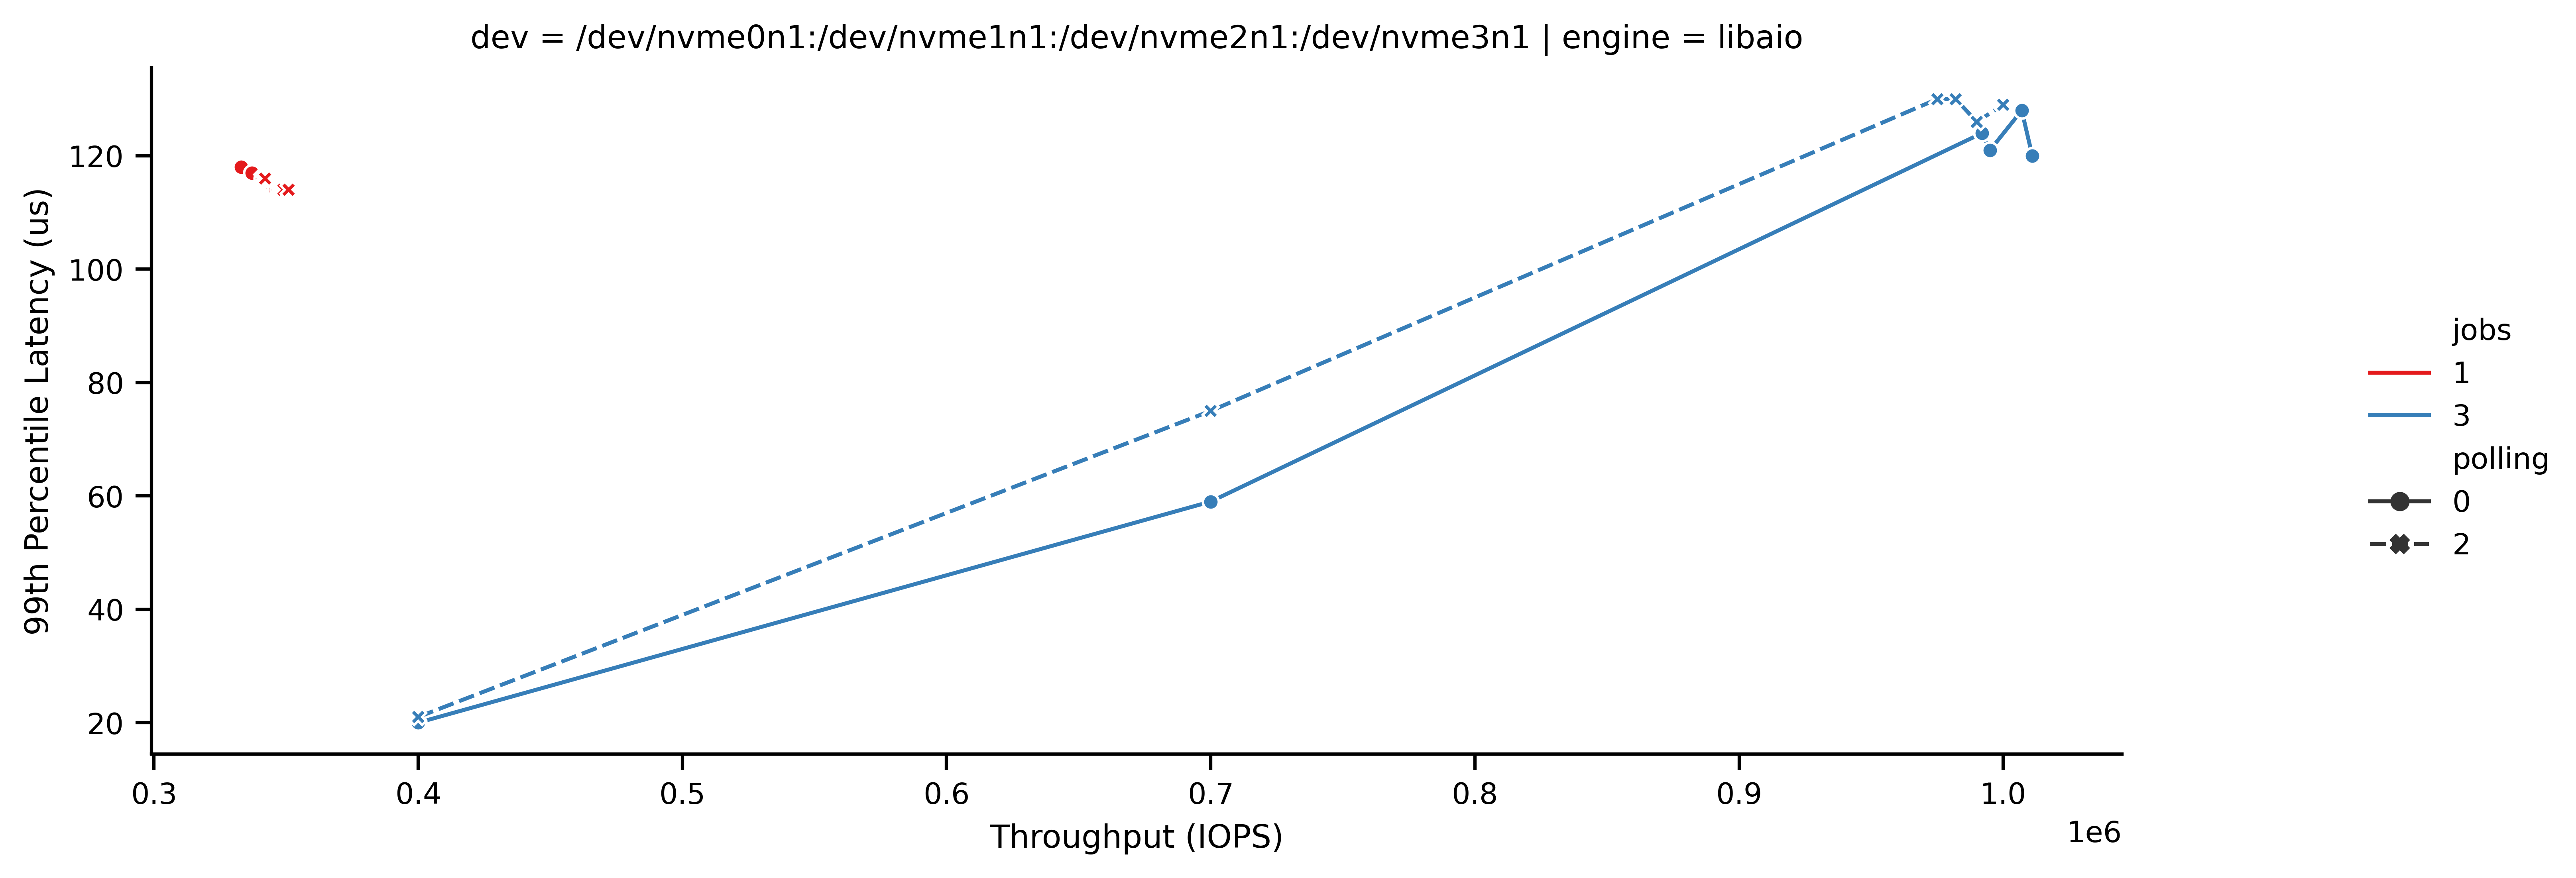 dev = /dev/nvme0n1:/dev/nvme1n1:/dev/nvme2n1:/dev/nvme3n1 | engine = libaio
99th Percentile Latency (us)
120
100
80
60
40
20
0.3 0.4 0.5 0.6 0.7 0.8 0.9 1.0
1e6
Throughput (IOPS)
jobs
1
3
polling
0
2